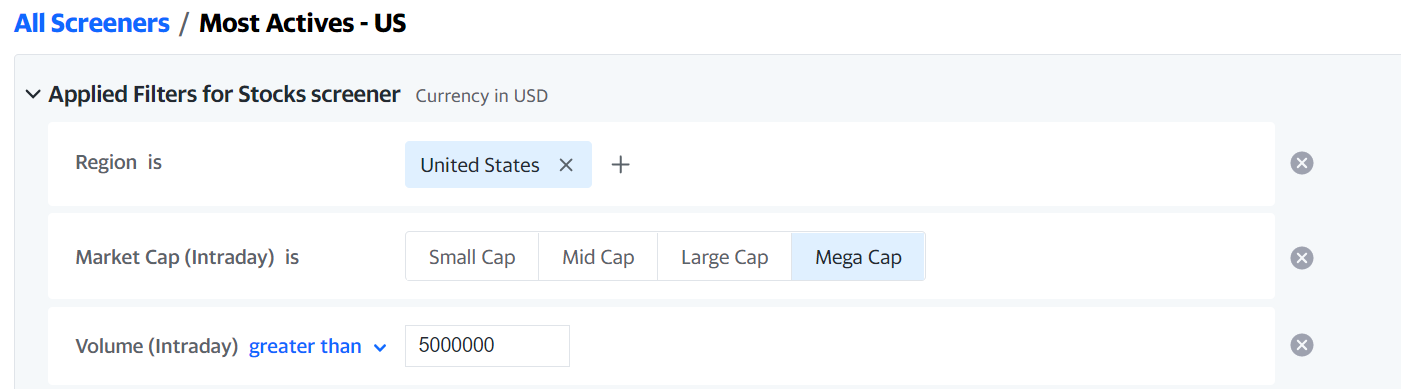 All Screeners / Most Actives - US
Applied Filters for Stocks screener Currency in USD
Region is United States
Market Cap (Intraday) is Small Cap Mid Cap Large Cap Mega Cap
Volume (Intraday) greater than 5000000